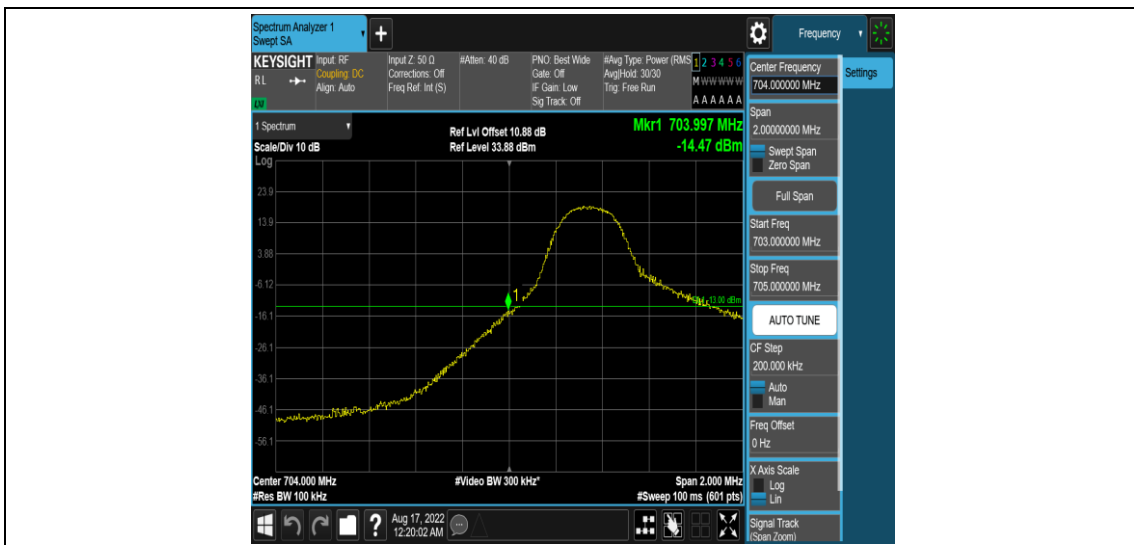 Spectrum Analyzer 1
Swept SA
+
Frequency
KEYSIGHT
RL
Input: RF
Coupling: DC
Align: Auto
Input Z: 50 Ω
Corrections: Off
Freq Ref: Int (S)
#Atten: 40 dB
PNO: Best Wide
Gate: Off
IF Gain: Low
Sig Track: Off
#Avg Type: Power (RMS
Avg|Hold: 30/30
Trig: Free Run
1 2 3 4 5 6
M W W W W W
A A A A A A
1 Spectrum
Scale/Div 10 dB
Log
Ref Lvl Offset 10.88 dB
Ref Level 33.88 dBm
Mkr1 703.997 MHz
-14.47 dBm
23.9
13.9
3.88
-6.12
-16.1
-26.1
-36.1
-46.1
-56.1
1
-13.00 dBm
Center 704.000 MHz
#Res BW 100 kHz
#Video BW 300 kHz*
Span 2.000 MHz
#Sweep 100 ms (601 pts)
?
Aug 17, 2022
12:20:02 AM
Center Frequency
704.000000 MHz
Settings
Span
2.00000000 MHz
Swept Span
Zero Span
Full Span
Start Freq
703.000000 MHz
Stop Freq
705.000000 MHz
AUTO TUNE
CF Step
200.000 kHz
Auto
Man
Freq Offset
0 Hz
X Axis Scale
Log
Lin
Signal Track
(Span Zoom)